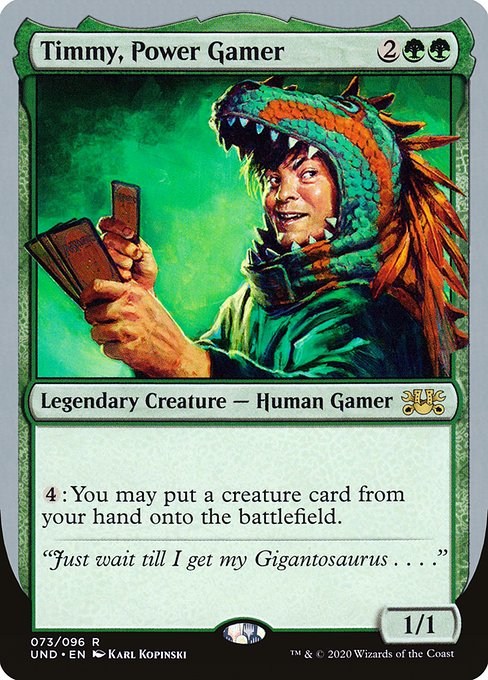 Timmy, Power Gamer 2
Legendary Creature — Human Gamer
4: You may put a creature card from
your hand onto the battlefield.
“Just wait till I get my Gigantosaurus . . . .”
1/1
073/096 R
UND • EN Karl Kopinski
™ & © 2020 Wizards of the Coast